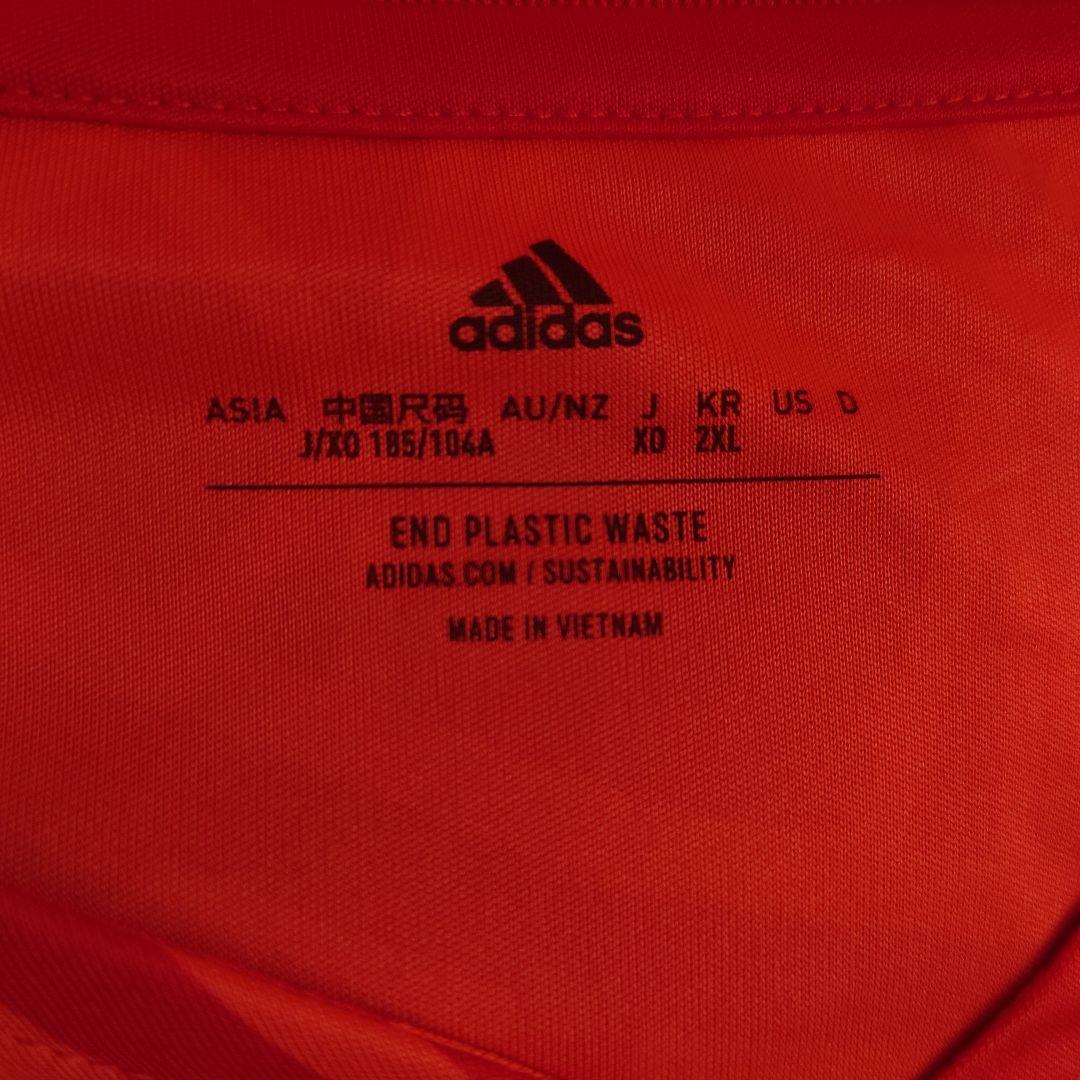 adidas
ASIA 中国尺码 AU/NZ J KR US D
J/XO 185/104A XO 2XL
END PLASTIC WASTE
ADIDAS.COM / SUSTAINABILITY
MADE IN VIETNAM